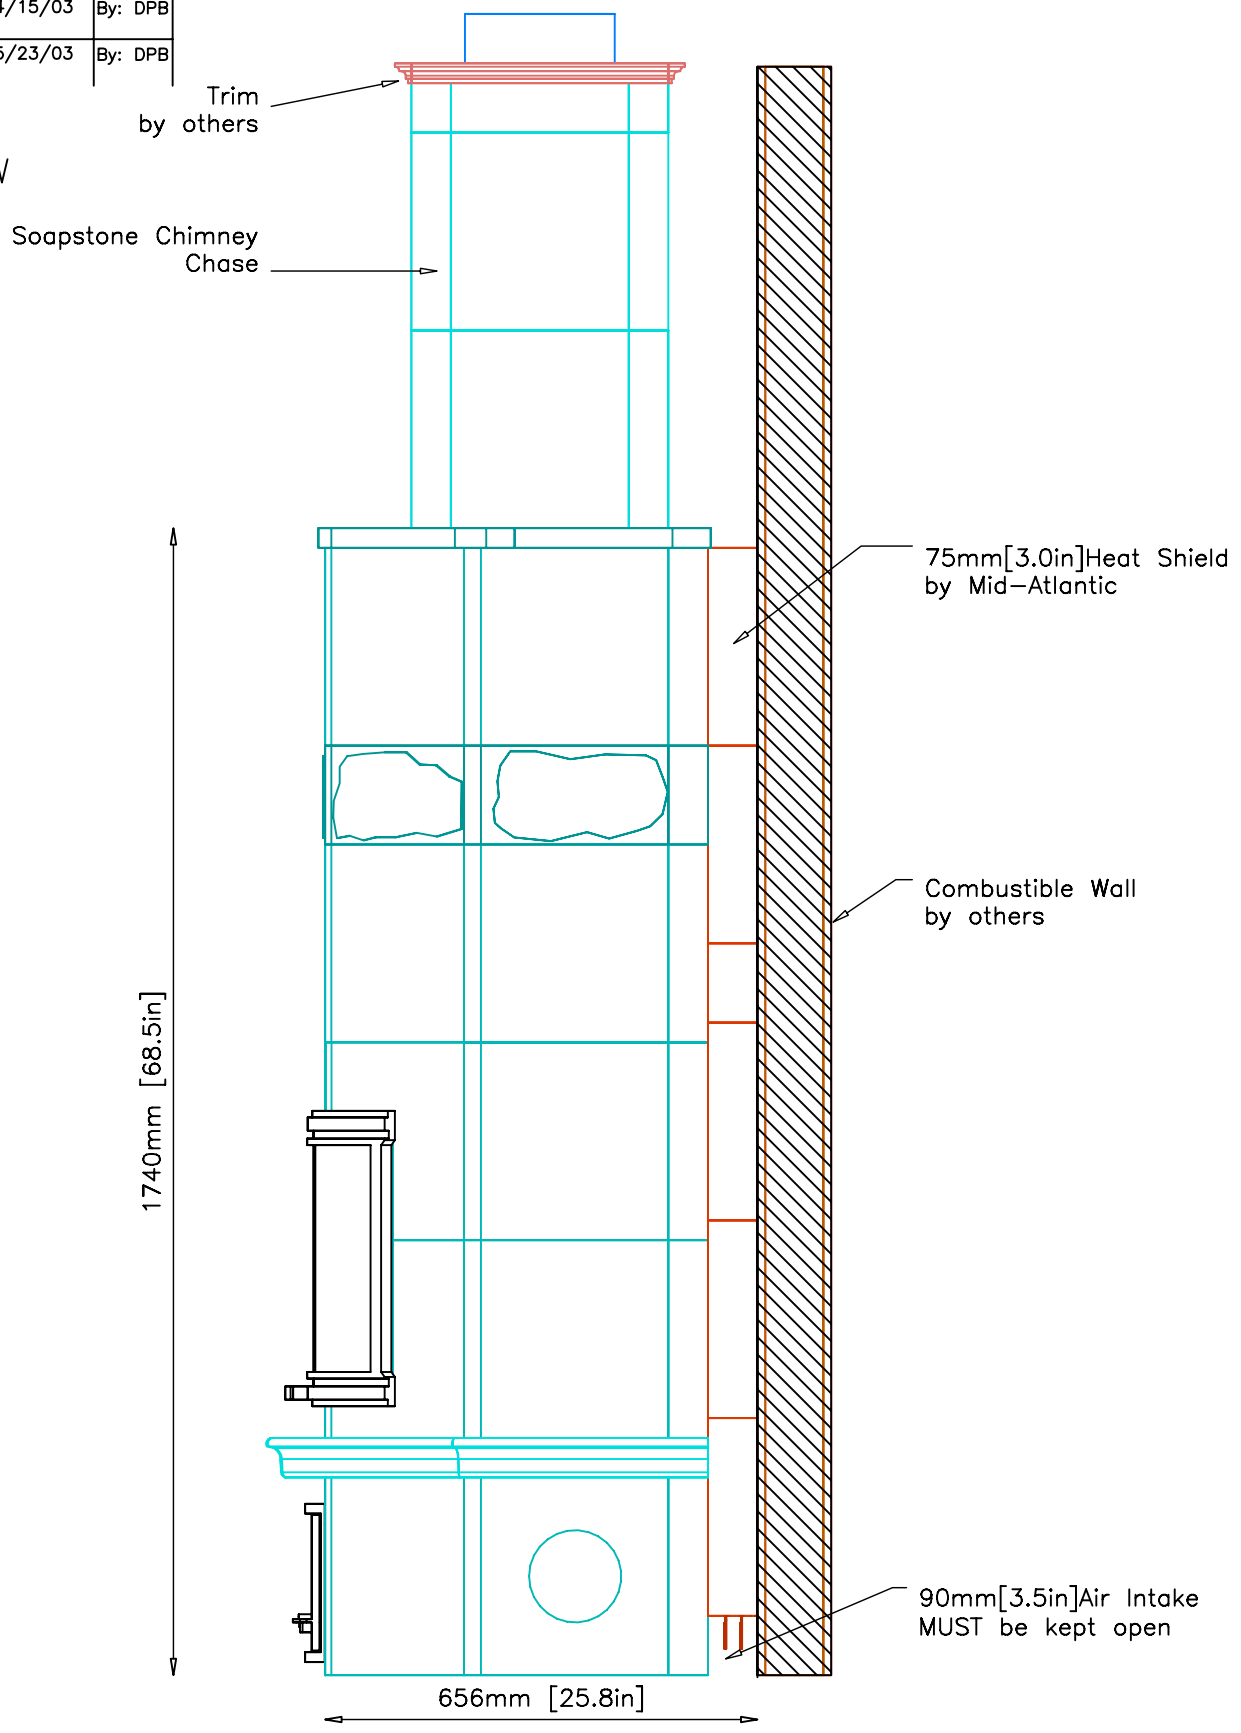 4/15/03 By: DPB
6/23/03 By: DPB
Trim
by others
Soapstone Chimney
Chase
75mm[3.0in]Heat Shield
by Mid-Atlantic
Combustible Wall
by others
1740mm [68.5in]
90mm[3.5in]Air Intake
MUST be kept open
656mm [25.8in]